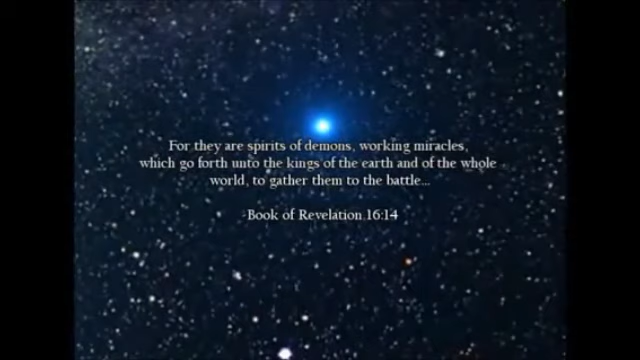 For they are spirits of demons, working miracles,
which go forth unto the kings of the earth and of the whole
world, to gather them to the battle...
-Book of Revelation 16:14